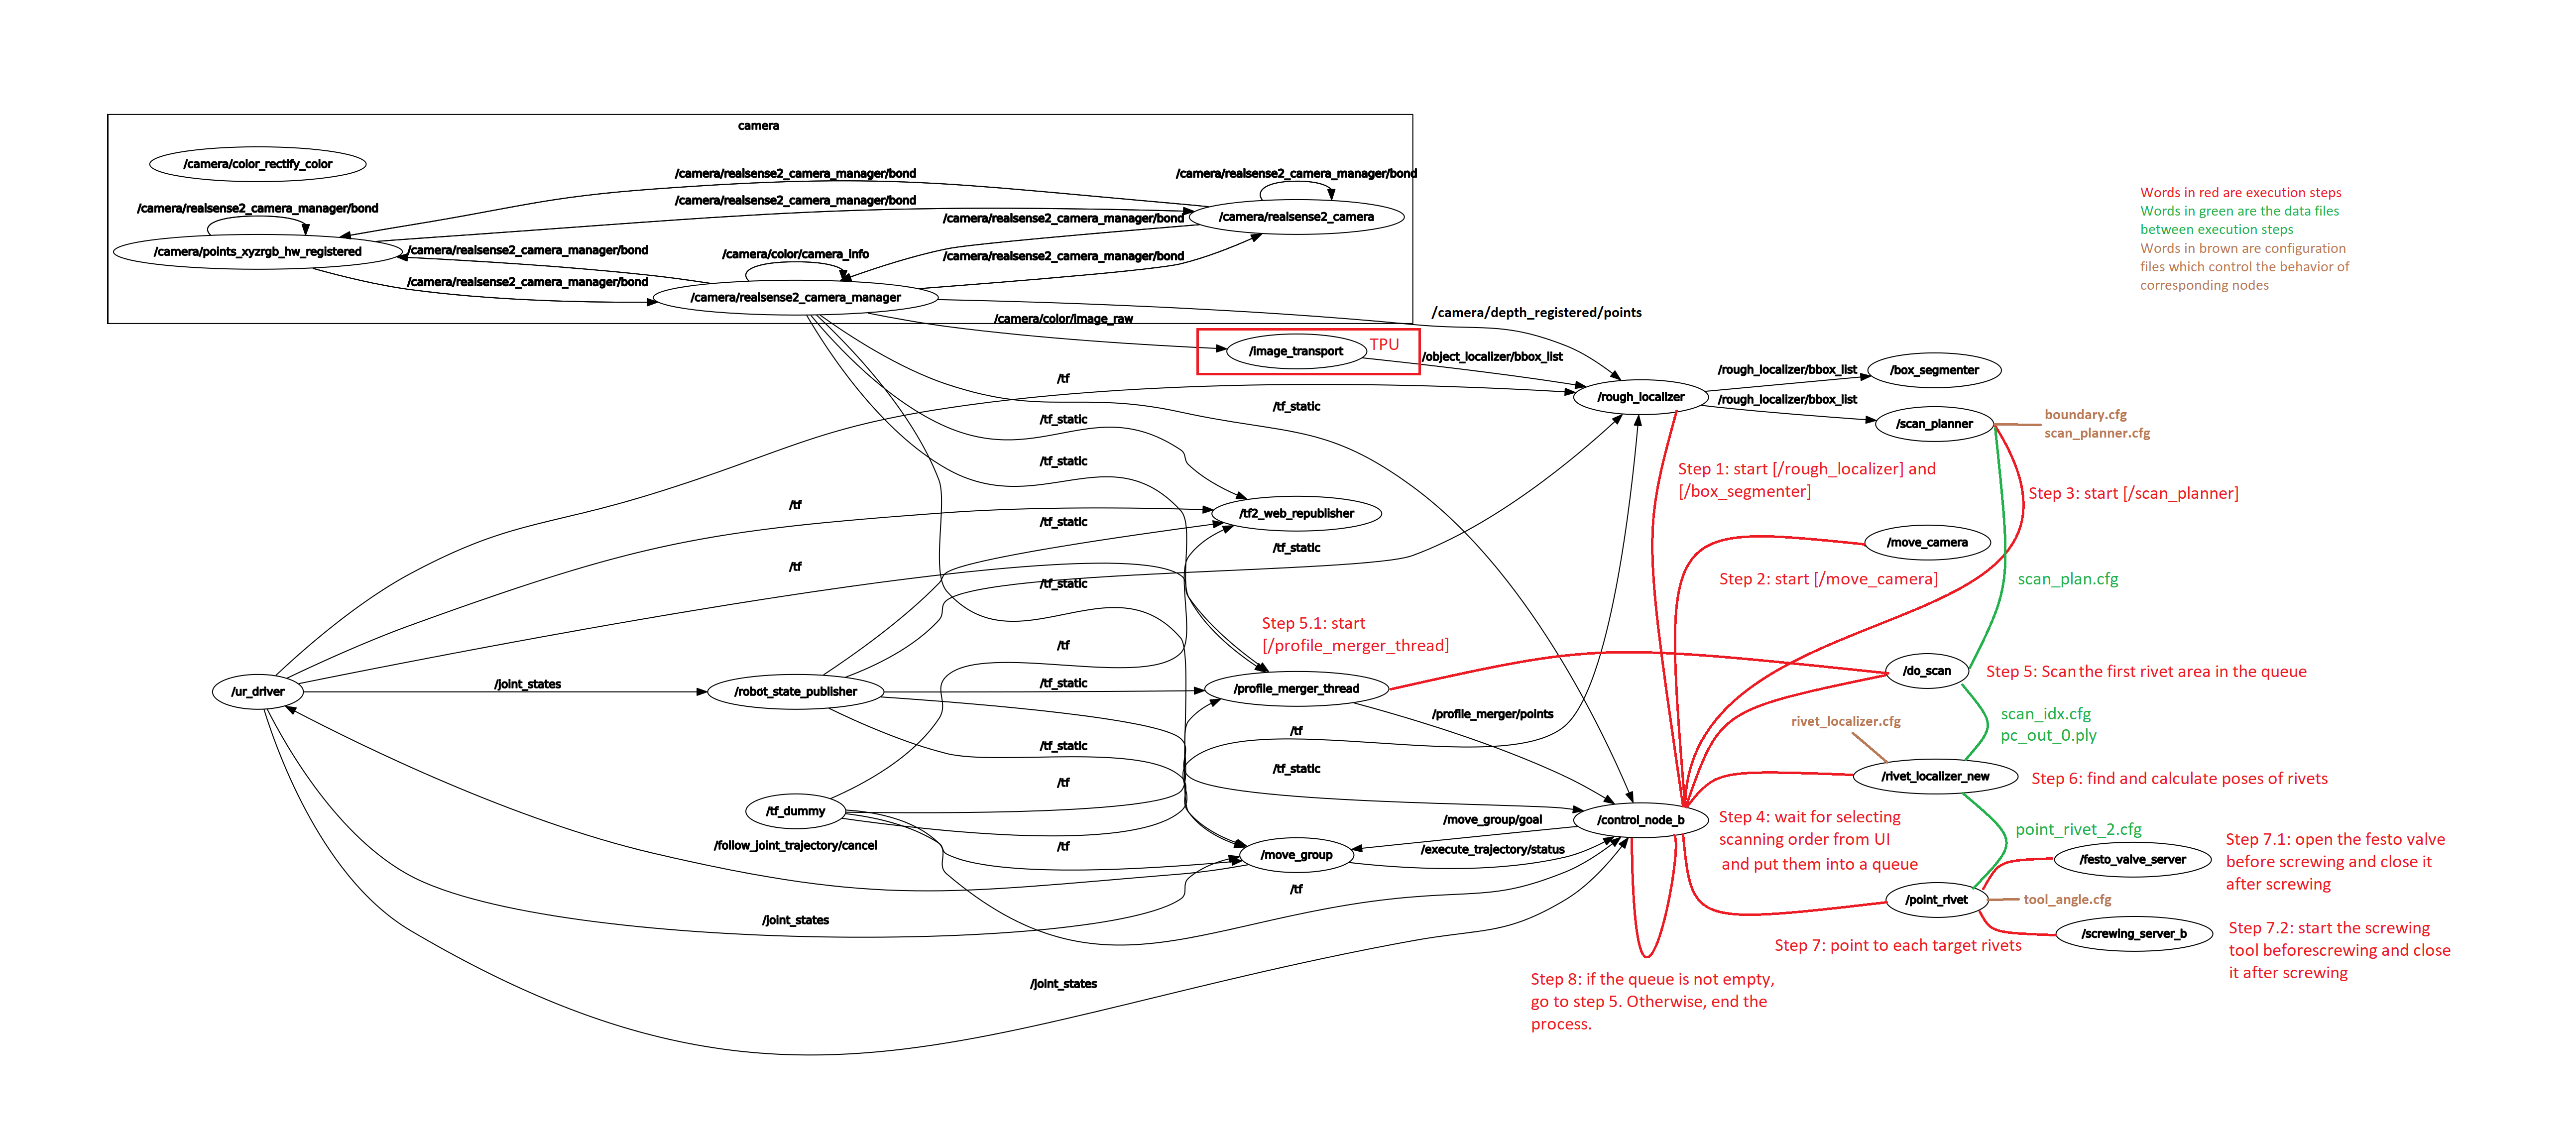 camera
/camera/color_rectify_color
/camera/realsense2_camera_manager/bond
/camera/realsense2_camera_manager/bond
/camera/realsense2_camera_manager/bond
/camera/realsense2_camera_manager/bond
/camera/realsense2_camera_manager/bond
/camera/realsense2_camera
/camera/points_xyzrgb_hw_registered
/camera/realsense2_camera_manager/bond
/camera/color/camera_info
/camera/realsense2_camera_manager/bond
/camera/realsense2_camera_manager/bond
/camera/realsense2_camera_manager
/camera/color/image_raw
/camera/depth_registered/points
Words in red are execution steps
Words in green are the data files
between execution steps
Words in brown are configuration
files which control the behavior of
corresponding nodes
/image_transport
TPU
/object_localizer/bbox_list
/rough_localizer
/rough_localizer/bbox_list
/rough_localizer/bbox_list
/box_segmenter
/scan_planner
boundary.cfg
scan_planner.cfg
/tf
/tf_static
/tf_static
/tf_static
/tf
/tf_static
/tf2_web_republisher
/tf
/tf_static
/tf_static
Step 1: start [/rough_localizer] and
[/box_segmenter]
Step 3: start [/scan_planner]
/move_camera
Step 2: start [/move_camera]
scan_plan.cfg
Step 5.1: start
[/profile_merger_thread]
/tf
/ur_driver
/joint_states
/robot_state_publisher
/tf_static
/profile_merger_thread
/do_scan
Step 5: Scan the first rivet area in the queue
/profile_merger/points
scan_idx.cfg
pc_out_0.ply
rivet_localizer.cfg
/tf
/tf_static
/tf_static
/rivet_localizer_new
Step 6: find and calculate poses of rivets
/tf
/tf_dummy
/follow_joint_trajectory/cancel
/tf
/move_group/goal
/control_node_b
/execute_trajectory/status
/move_group
Step 4: wait for selecting
scanning order from UI
and put them into a queue
point_rivet_2.cfg
/festo_valve_server
Step 7.1: open the festo valve
before screwing and close it
after screwing
/tf
/point_rivet
tool_angle.cfg
/joint_states
/screwing_server_b
Step 7.2: start the screwing
tool beforescrewing and close
it after screwing
Step 7: point to each target rivets
/joint_states
Step 8: if the queue is not empty,
go to step 5. Otherwise, end the
process.